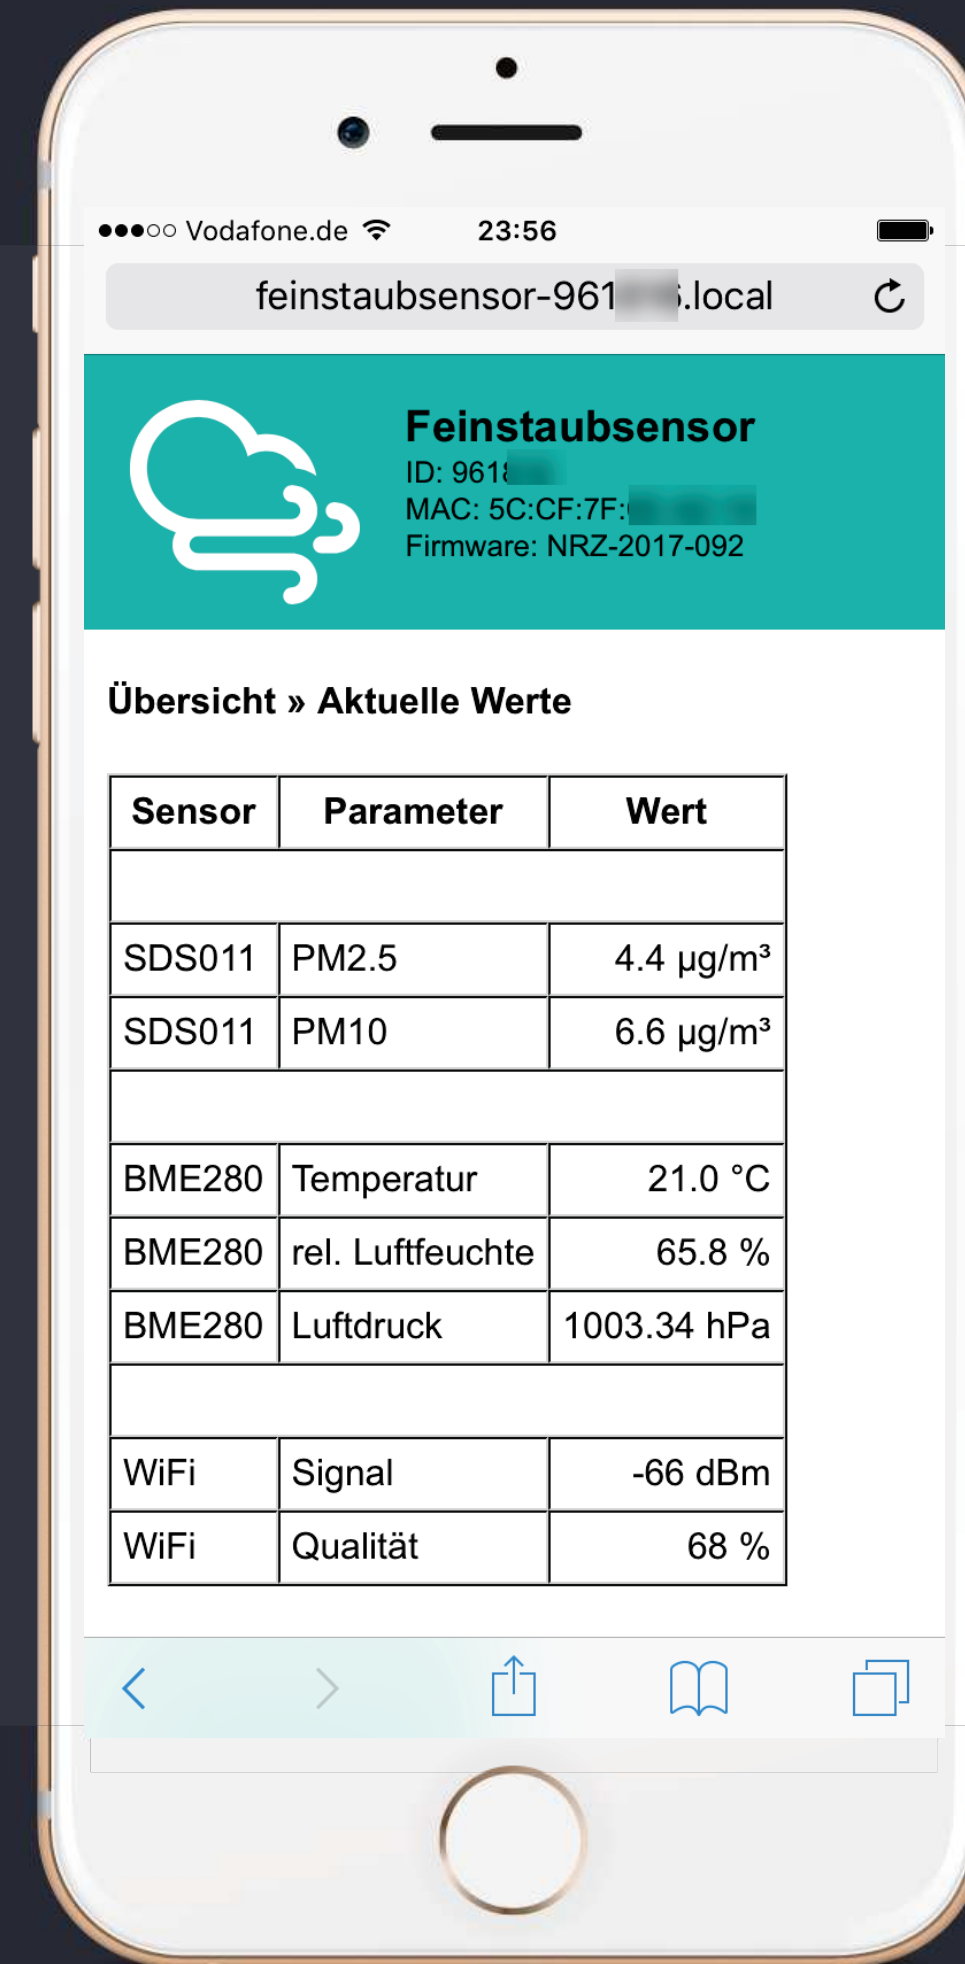 Vodafone.de 23:56
feinstaubsensor-961 .local
Feinstaubsensor
ID: 961
MAC: 5C:CF:7F:
Firmware: NRZ-2017-092
Übersicht » Aktuelle Werte
Sensor Parameter Wert
SDS011 PM2.5 4.4 µg/m³
SDS011 PM10 6.6 µg/m³
BME280 Temperatur 21.0 °C
BME280 rel. Luftfeuchte 65.8 %
BME280 Luftdruck 1003.34 hPa
WiFi Signal -66 dBm
WiFi Qualität 68 %